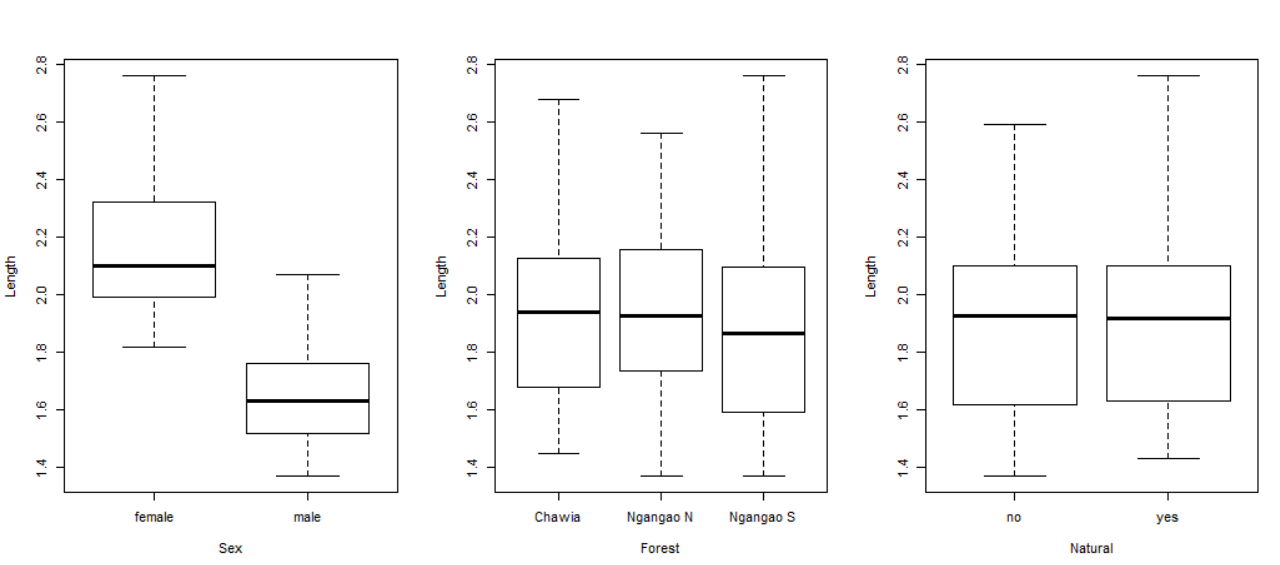 Length
2.8
2.6
2.4
2.2
2.0
1.8
1.6
1.4
female male
Sex
Length
2.8
2.6
2.4
2.2
2.0
1.8
1.6
1.4
Chawia Ngangao N Ngangao S
Forest
Length
2.8
2.6
2.4
2.2
2.0
1.8
1.6
1.4
no yes
Natural